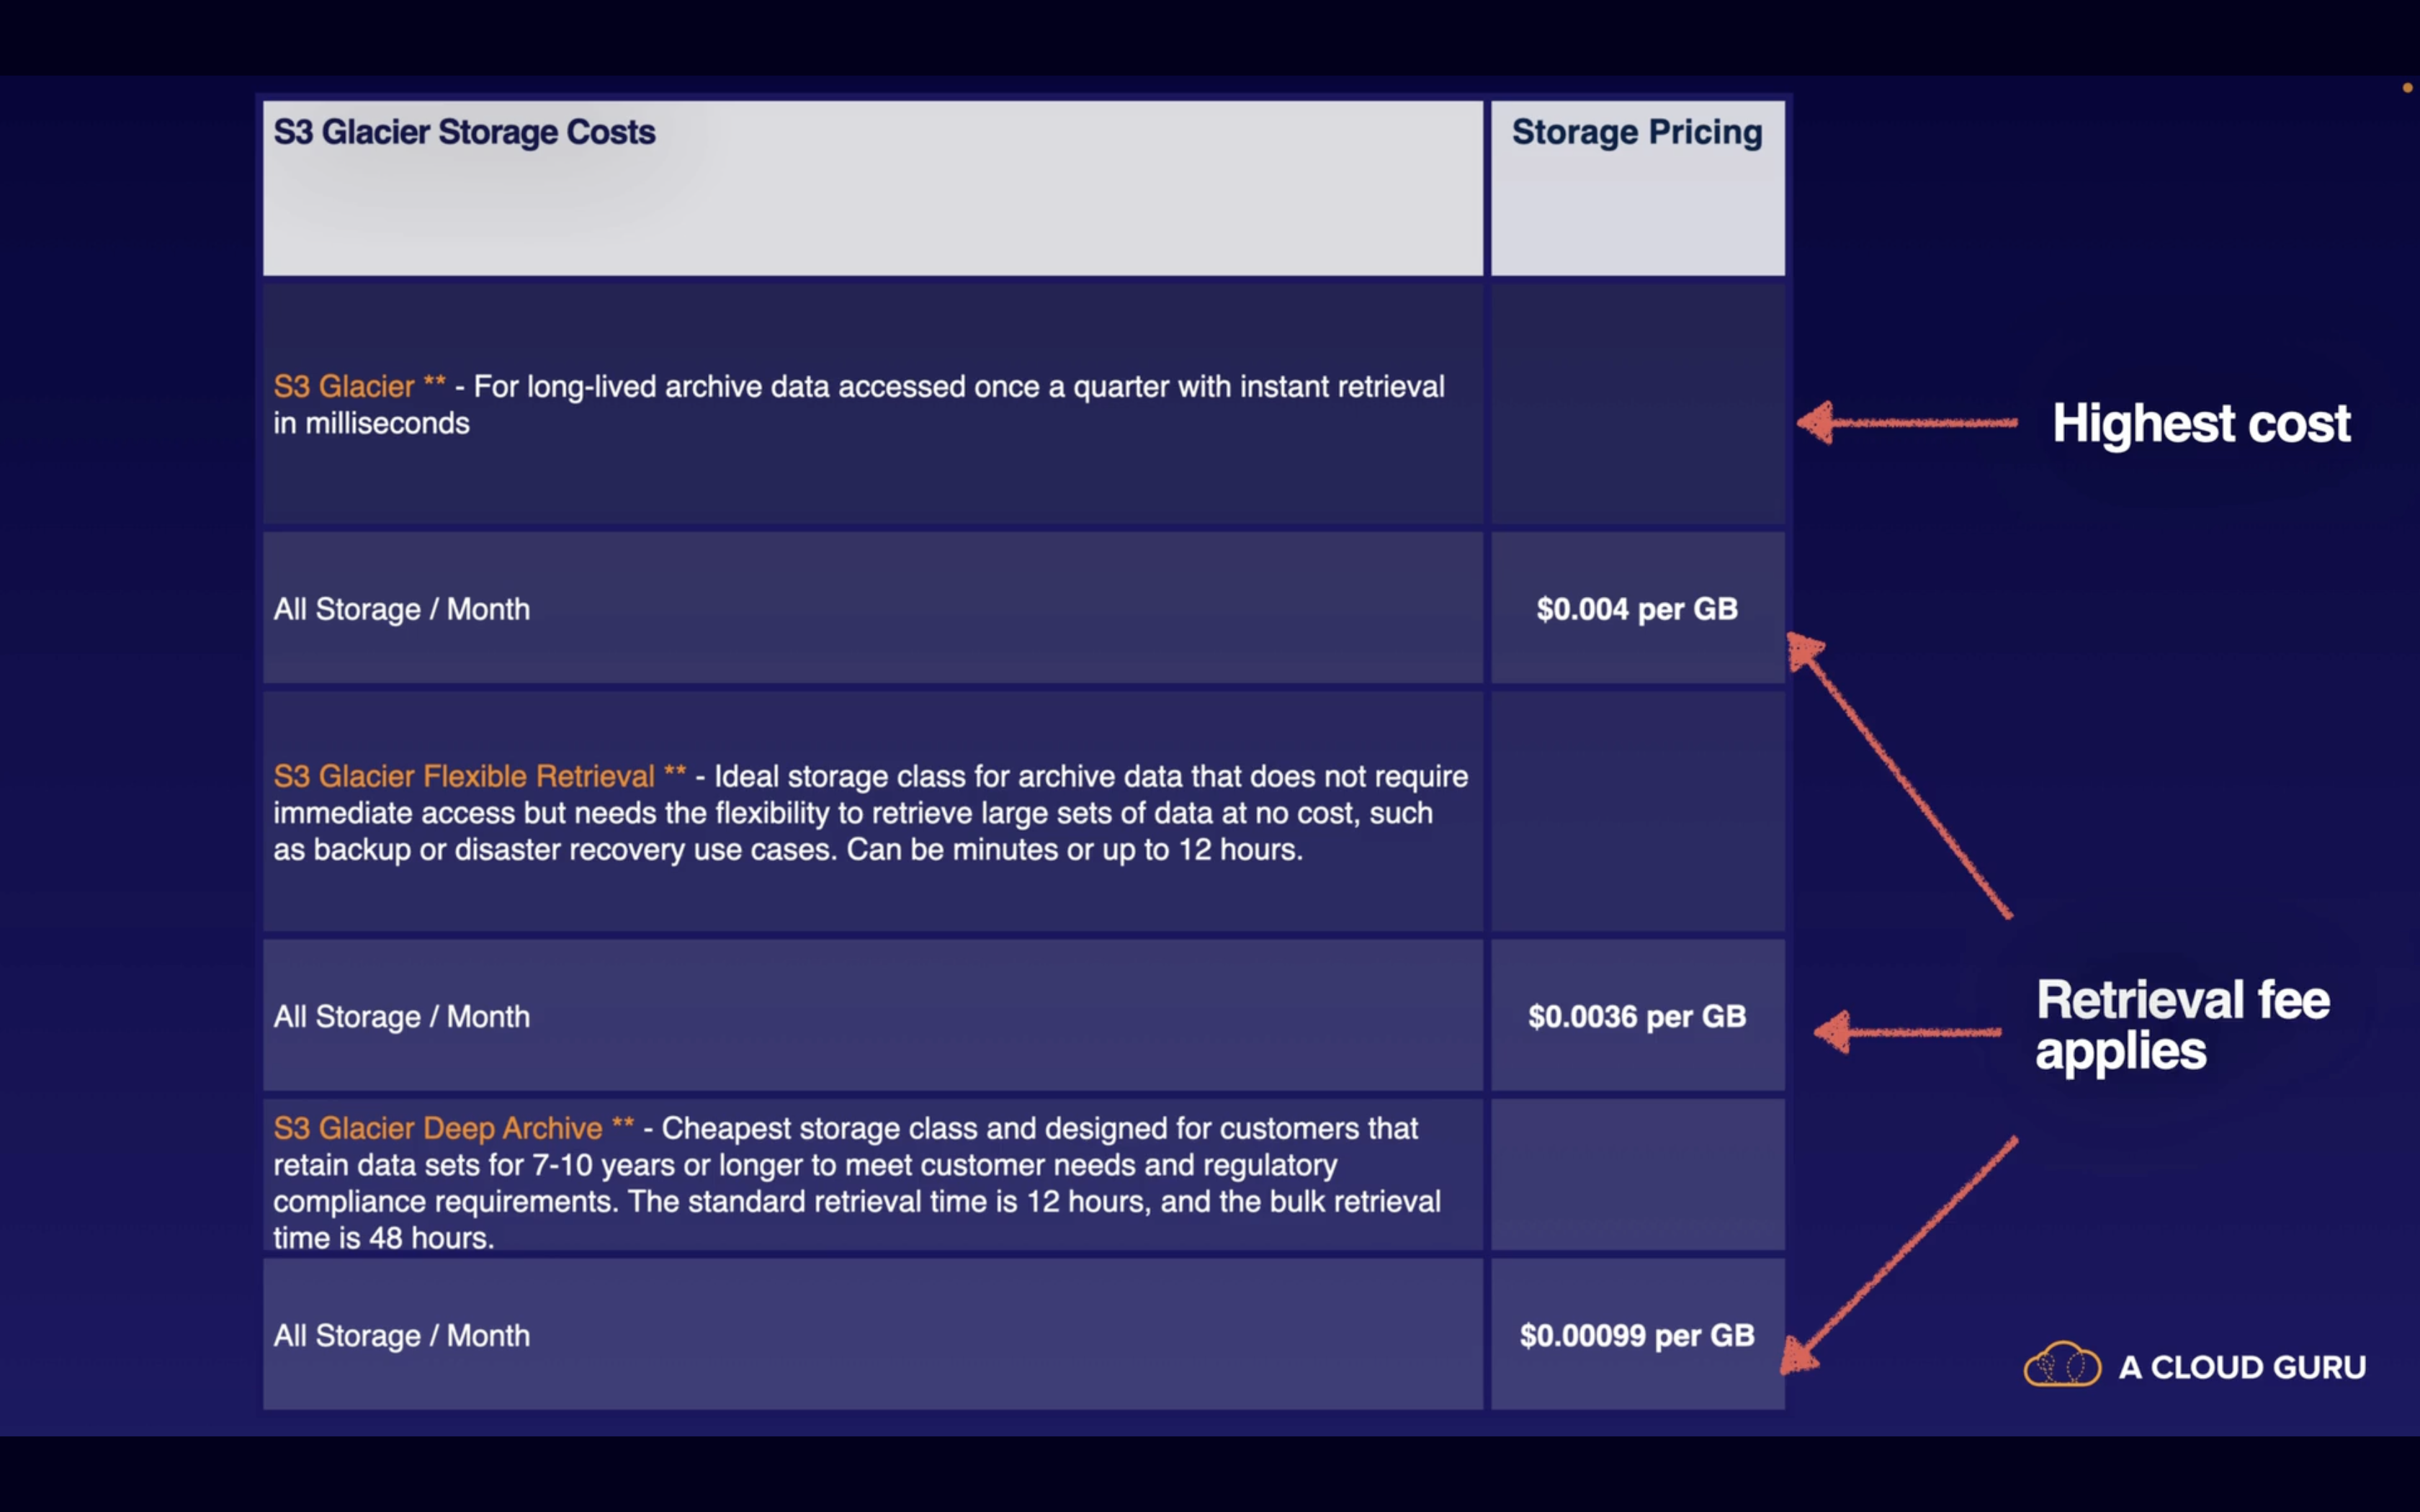 S3 Glacier Storage Costs
Storage Pricing
S3 Glacier ** - For long-lived archive data accessed once a quarter with instant retrieval
in milliseconds
Highest cost
All Storage / Month
$0.004 per GB
S3 Glacier Flexible Retrieval ** - Ideal storage class for archive data that does not require
immediate access but needs the flexibility to retrieve large sets of data at no cost, such
as backup or disaster recovery use cases. Can be minutes or up to 12 hours.
All Storage / Month
$0.0036 per GB
Retrieval fee
applies
S3 Glacier Deep Archive ** - Cheapest storage class and designed for customers that
retain data sets for 7-10 years or longer to meet customer needs and regulatory
compliance requirements. The standard retrieval time is 12 hours, and the bulk retrieval
time is 48 hours.
All Storage / Month
$0.00099 per GB
A CLOUD GURU